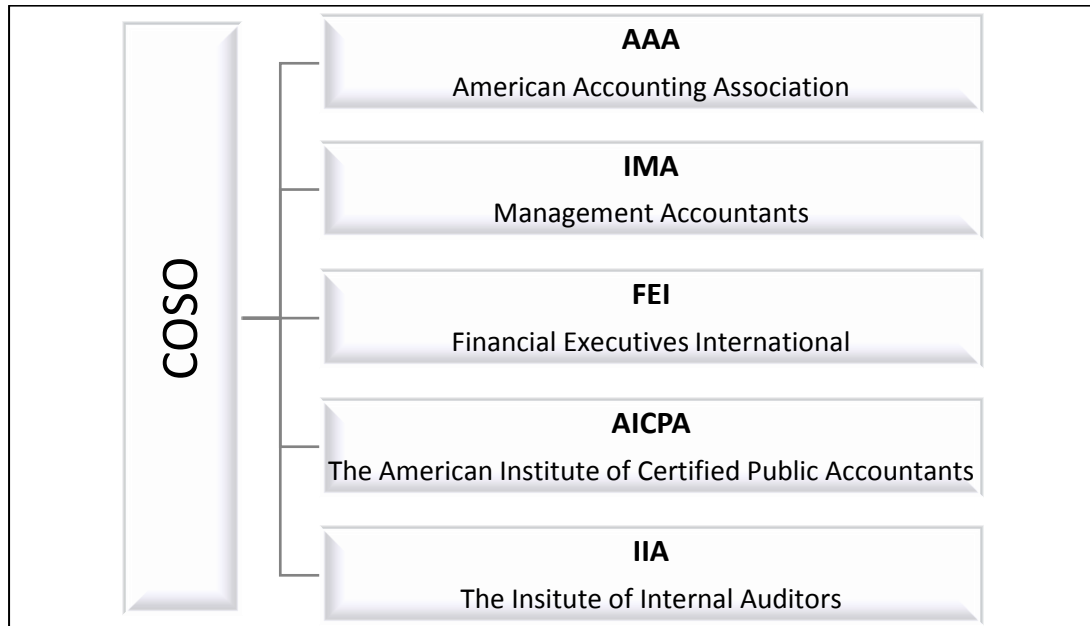 COSO
AAA
American Accounting Association
IMA
Management Accountants
FEI
Financial Executives International
AICPA
The American Institute of Certified Public Accountants
IIA
The Insitute of Internal Auditors